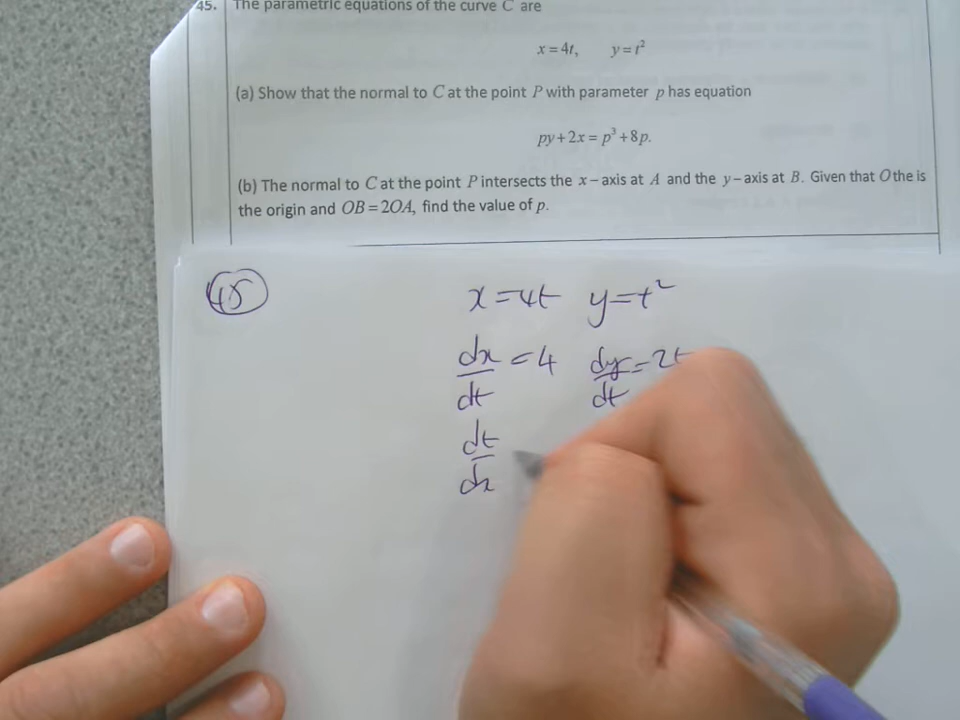 45. The parametric equations of the curve C are
x = 4t, y = t²
(a) Show that the normal to C at the point P with parameter p has equation
py + 2x = p³ + 8p.
(b) The normal to C at the point P intersects the x – axis at A and the y – axis at B. Given that O the is
the origin and OB = 2OA, find the value of p.
45 x = 4t y = t²
dx/dt = 4 dy/dt = 2t
dt/dx